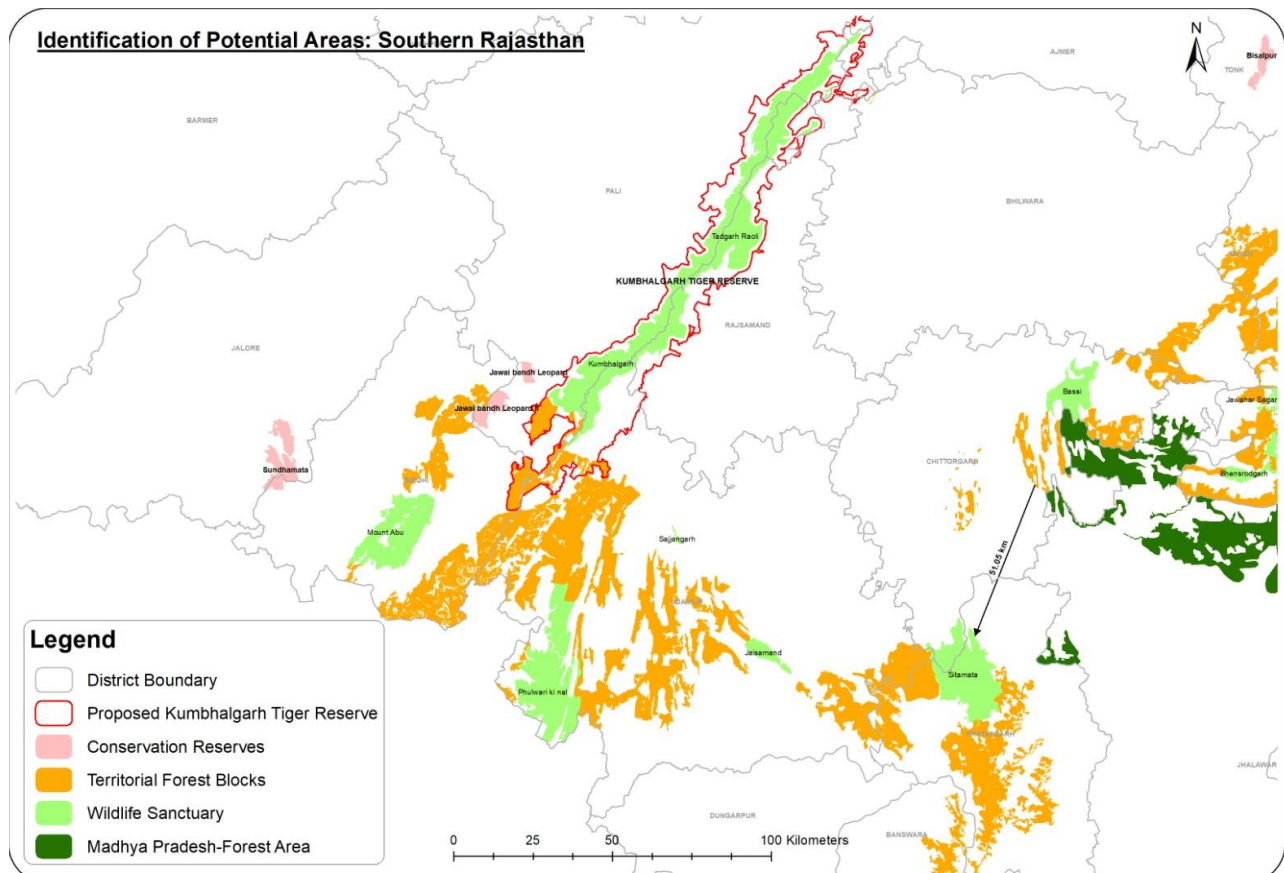 Identification of Potential Areas: Southern Rajasthan
N
AJMER
TONK
Bisalpur
BARMER
PALI
BHILWARA
Tadgarh Raoli
KUMBHALGARH TIGER RESERVE
RAJSAMAND
JALORE
Kumbhalgarh
Jawai bandh Leopard
Jawai bandh Leopard II
Bassi
Jawahar Sagar
Sundhamata
CHITTORGARH
Bhensrodgarh
Mount Abu
Sajjangarh
51.05 km
Jaisamand
Sitamata
Phulwari ki nal
JHALAWAR
DUNGARPUR
BANSWARA
Legend
District Boundary
Proposed Kumbhalgarh Tiger Reserve
Conservation Reserves
Territorial Forest Blocks
Wildlife Sanctuary
Madhya Pradesh-Forest Area
0 25 50 100 Kilometers